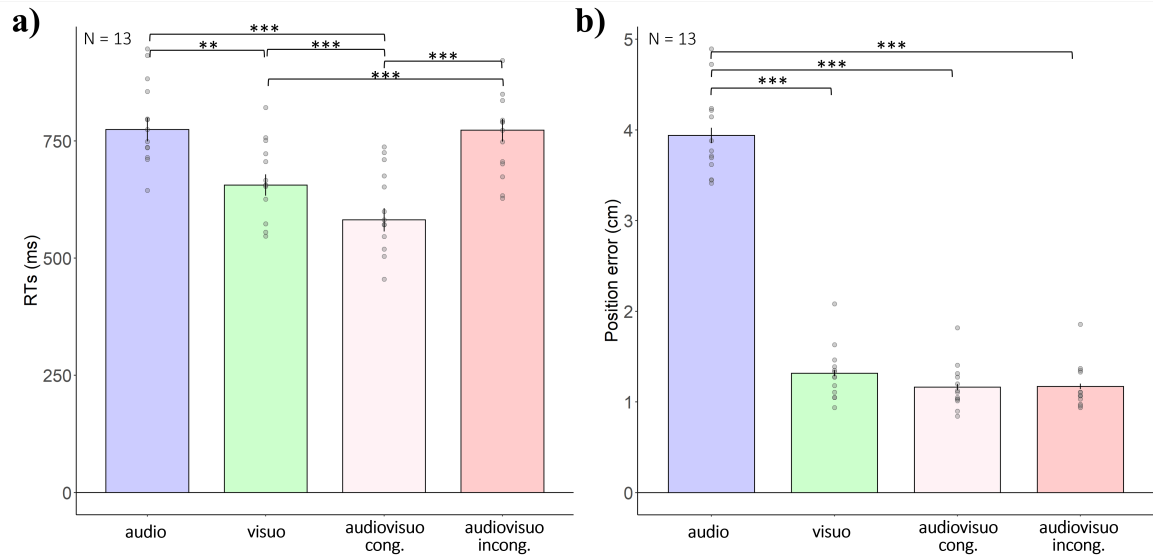 a)
N = 13
***
**
***
***
***
RTs (ms)
750
500
250
0
audio
visuo
audiovisuo
cong.
audiovisuo
incong.
b)
N = 13
***
***
***
Position error (cm)
5
4
3
2
1
0
audio
visuo
audiovisuo
cong.
audiovisuo
incong.